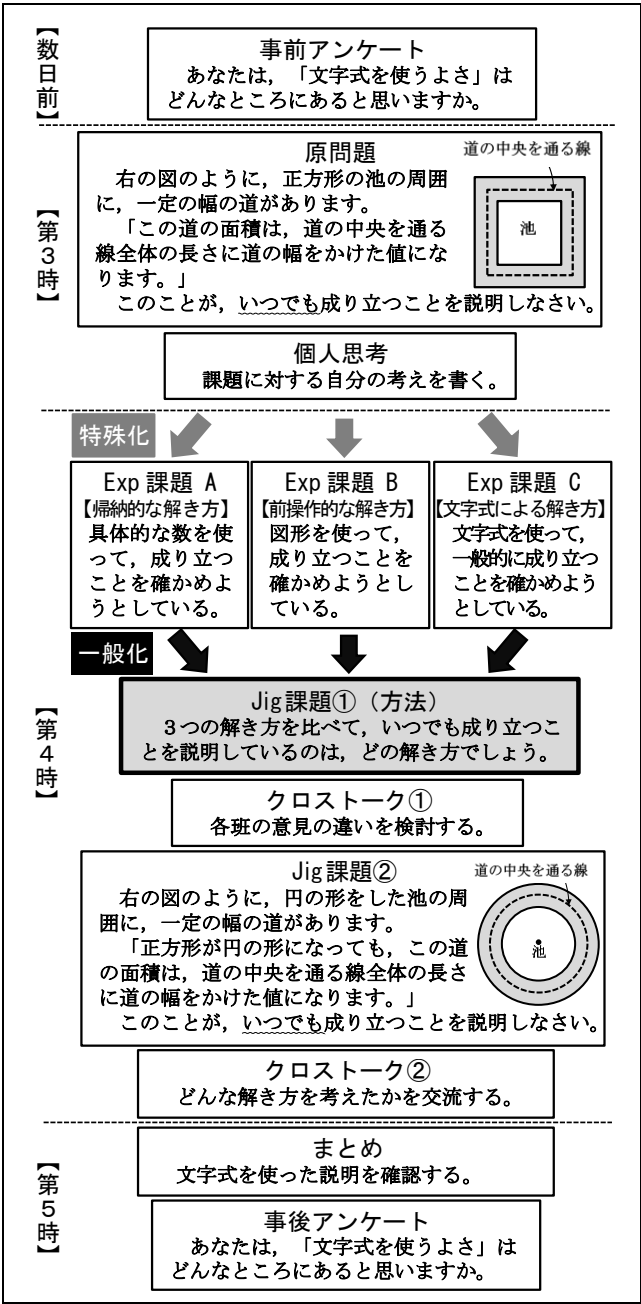 【数日前】
事前アンケート
あなたは，「文字式を使うよさ」は
どんなところにあると思いますか。
【第３時】
原問題
右の図のように，正方形の池の周囲
に，一定の幅の道があります。
「この道の面積は，道の中央を通る
線全体の長さに道の幅をかけた値にな
ります。」
このことが，いつでも成り立つことを説明しなさい。
道の中央を通る線
池
個人思考
課題に対する自分の考えを書く。
【第４時】
特殊化
Exp 課題 A
【帰納的な解き方】
具体的な数を使
って，成り立つ
ことを確かめよ
うとしている。
Exp 課題 B
【前操作的な解き方】
図形を使って，
成り立つことを
確かめようとし
ている。
Exp 課題 C
【文字式による解き方】
文字式を使って，
一般的に成り立つ
ことを確かめよう
としている。
一般化
Jig課題①（方法）
３つの解き方を比べて，いつでも成り立つこ
とを説明しているのは，どの解き方でしょう。
クロストーク①
各班の意見の違いを検討する。
Jig課題②
右の図のように，円の形をした池の周
囲に，一定の幅の道があります。
「正方形が円の形になっても，この道
の面積は，道の中央を通る線全体の長さ
に道の幅をかけた値になります。」
このことが，いつでも成り立つことを説明しなさい。
道の中央を通る線
池
クロストーク②
どんな解き方を考えたかを交流する。
【第５時】
まとめ
文字式を使った説明を確認する。
事後アンケート
あなたは，「文字式を使うよさ」は
どんなところにあると思いますか。